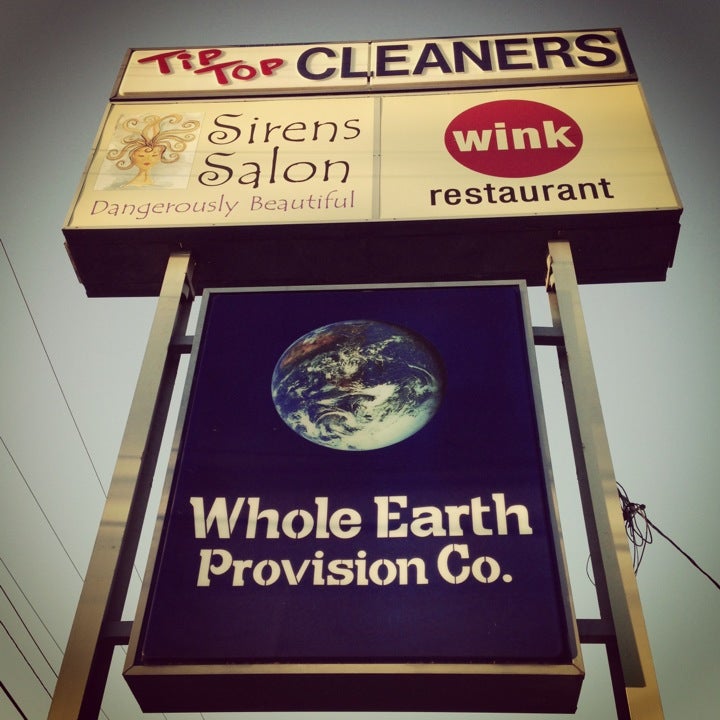 TIP TOP CLEANERS
Sirens
Salon
Dangerously Beautiful
wink
restaurant
Whole Earth
Provision Co.